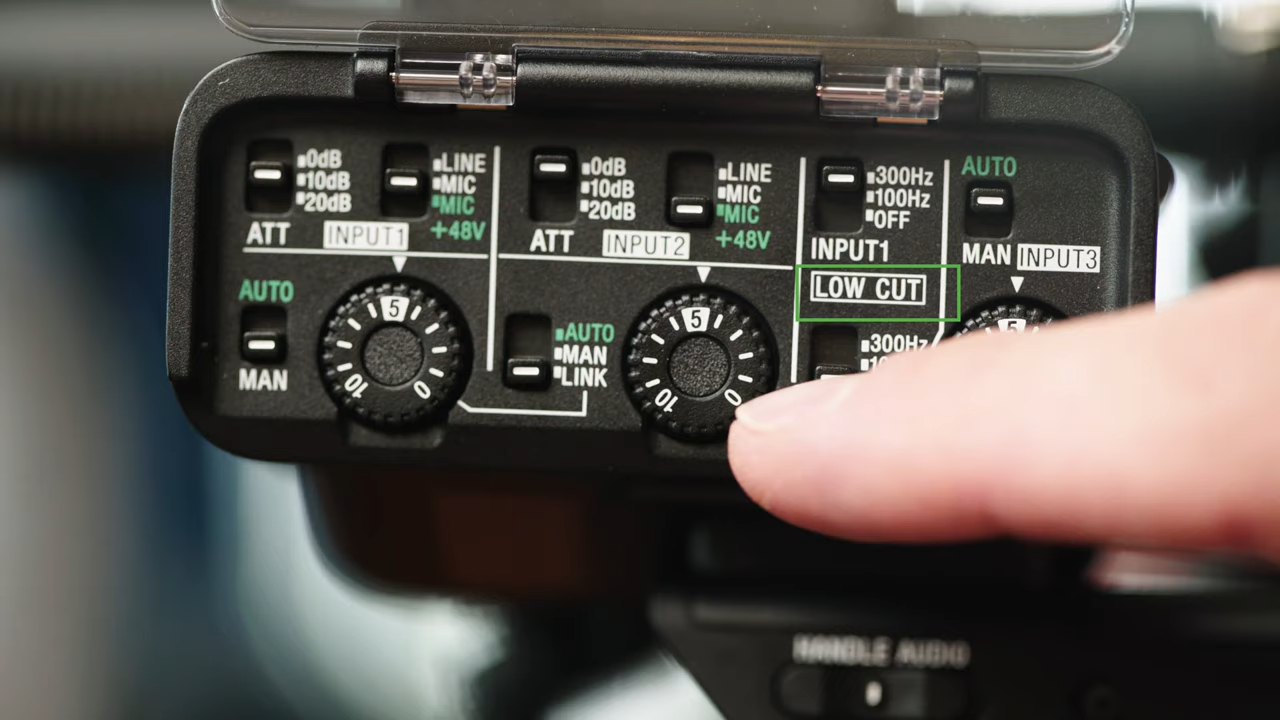 0dB
10dB
20dB
ATT
INPUT1
LINE
MIC
MIC
+48V
AUTO
MAN
5
10
0
0dB
10dB
20dB
ATT
INPUT2
LINE
MIC
MIC
+48V
AUTO
MAN
LINK
5
10
0
300Hz
100Hz
OFF
INPUT1
LOW CUT
300Hz
AUTO
MAN INPUT3
5
HANDLE AUDIO